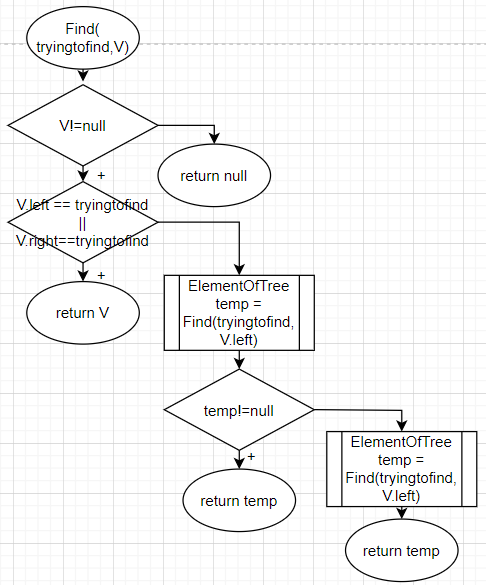 Find(
tryingtofind,V)
V!=null
+
return null
V.left == tryingtofind
||
V.right==tryingtofind
+
return V
ElementOfTree
temp =
Find(tryingtofind,
V.left)
temp!=null
+
return temp
ElementOfTree
temp =
Find(tryingtofind,
V.left)
return temp